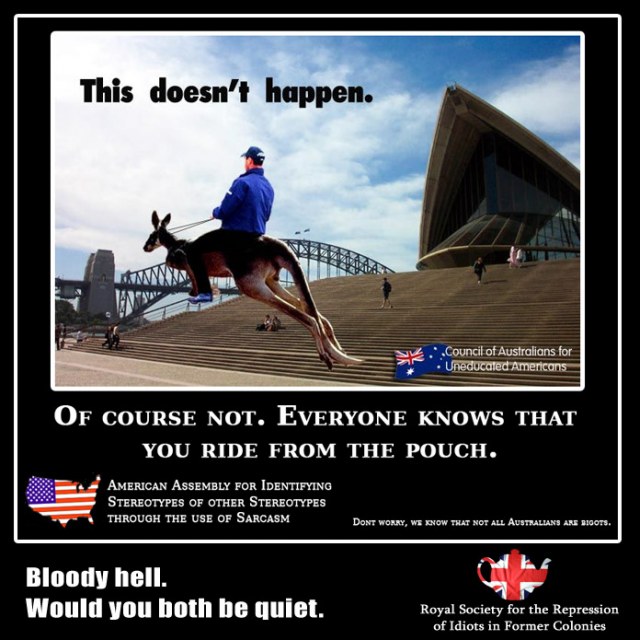 This doesn't happen.
Council of Australians for
Uneducated Americans
Of course not. Everyone knows that
you ride from the pouch.
American Assembly for Identifying
Stereotypes of other Stereotypes
through the use of Sarcasm
Dont worry, we know that not all Australians are bigots.
Bloody hell.
Would you both be quiet.
Royal Society for the Repression
of Idiots in Former Colonies